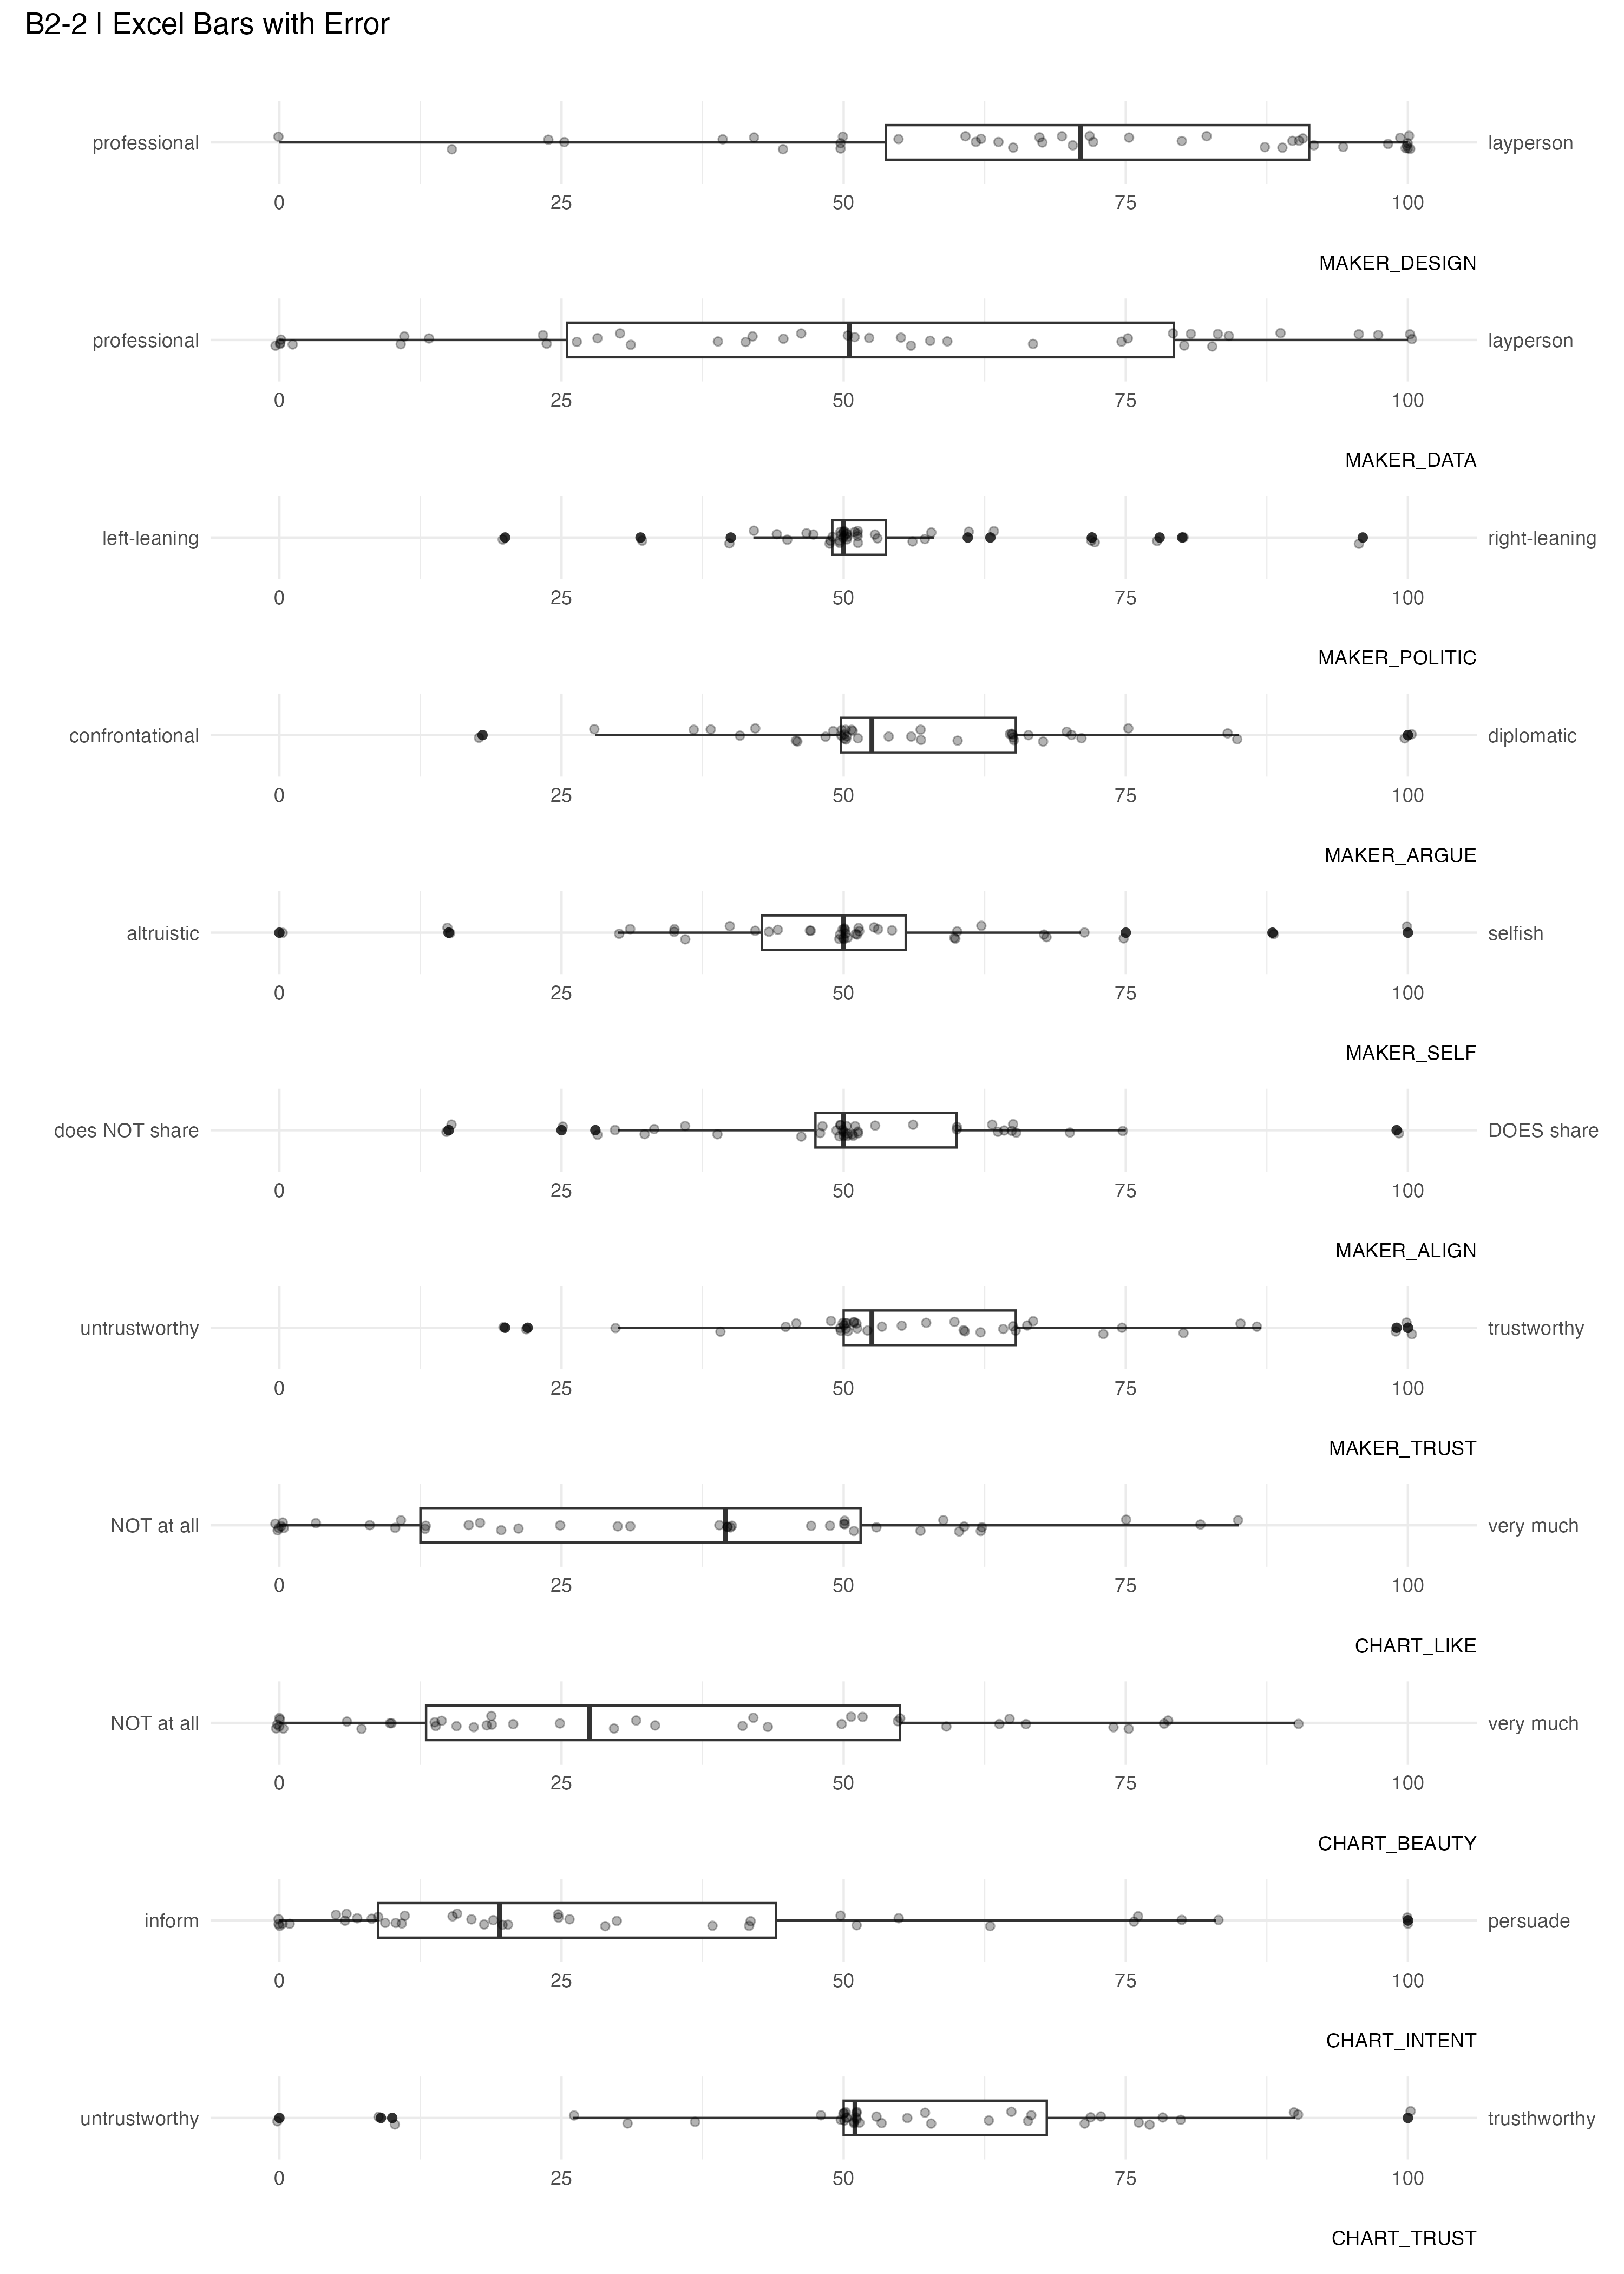 B2-2 | Excel Bars with Error
professional layperson
0 25 50 75 100
MAKER_DESIGN
professional layperson
0 25 50 75 100
MAKER_DATA
left-leaning right-leaning
0 25 50 75 100
MAKER_POLITIC
confrontational diplomatic
0 25 50 75 100
MAKER_ARGUE
altruistic selfish
0 25 50 75 100
MAKER_SELF
does NOT share DOES share
0 25 50 75 100
MAKER_ALIGN
untrustworthy trustworthy
0 25 50 75 100
MAKER_TRUST
NOT at all very much
0 25 50 75 100
CHART_LIKE
NOT at all very much
0 25 50 75 100
CHART_BEAUTY
inform persuade
0 25 50 75 100
CHART_INTENT
untrustworthy trusthworthy
0 25 50 75 100
CHART_TRUST